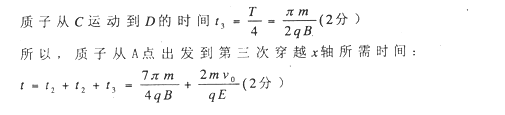 质子从C运动到D的时间 t₃ = T/4 = πm/2qB (2分)
所以，质子从A点出发到第三次穿越x轴所需时间：
t = t₂ + t₂ + t₃ = 7πm/4qB + 2mv₀/qE (2分)